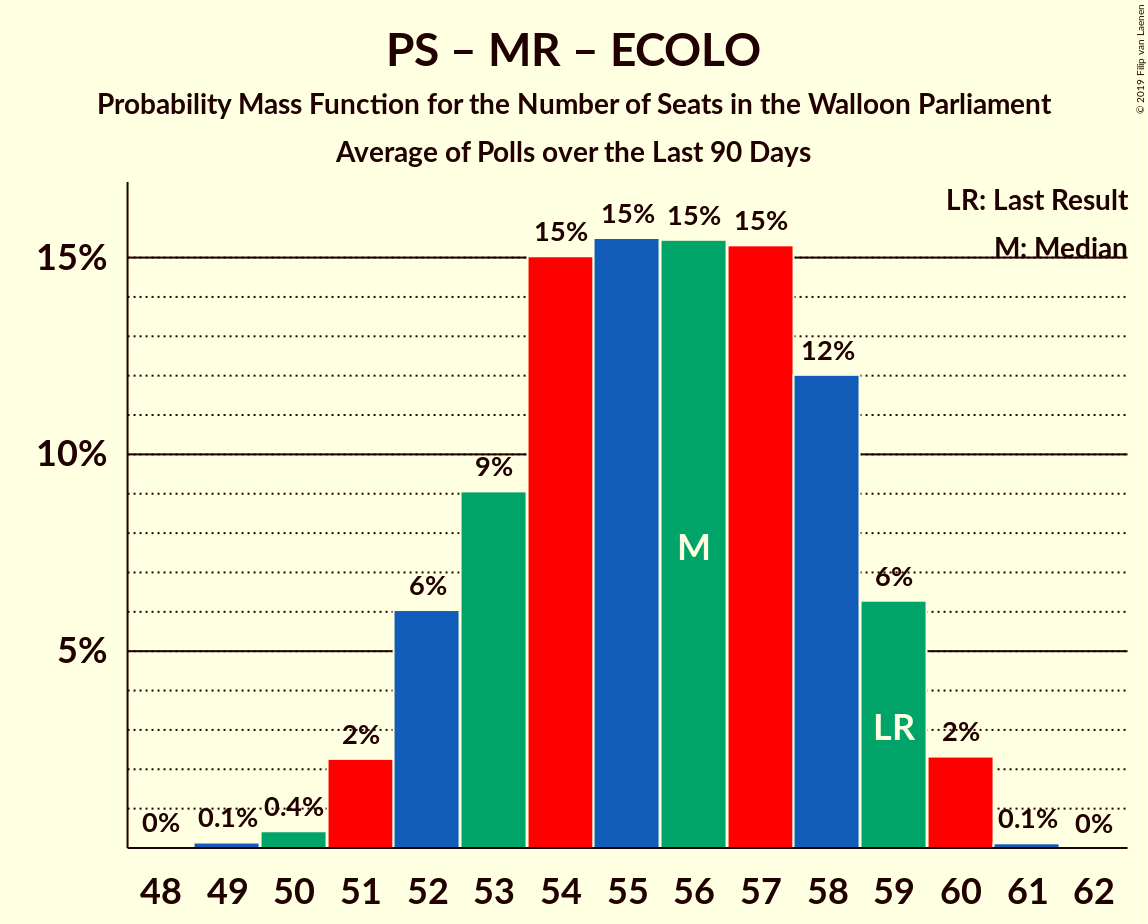 PS – MR – ECOLO
Probability Mass Function for the Number of Seats in the Walloon Parliament
Average of Polls over the Last 90 Days
© 2019 Filip van Laenen
LR: Last Result
M: Median
15%
10%
5%
0%
0.1%
0.4%
2%
6%
9%
15%
15%
15%
15%
12%
6%
2%
0.1%
0%
M
LR
48 49 50 51 52 53 54 55 56 57 58 59 60 61 62